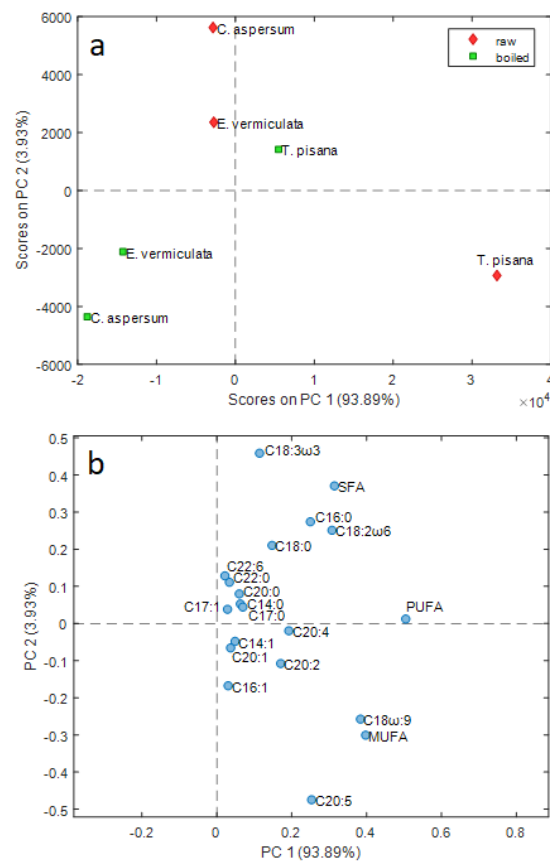 a
6000
4000
2000
0
-2000
-4000
-6000
Scores on PC 2 (3.93%)
C. aspersum
E. vermiculata
T. pisana
T. pisana
E. vermiculata
C. aspersum
raw
boiled
-2
-1
0
1
2
3
4
×10⁴
Scores on PC 1 (93.89%)
b
0.5
0.4
0.3
0.2
0.1
0
-0.1
-0.2
-0.3
-0.4
-0.5
PC 2 (3.93%)
C18:3ω3
SFA
C16:0
C18:2ω6
C18:0
C22:6
C22:0
C20:0
C14:0
C17:1
C17:0
PUFA
C20:4
C14:1
C20:1
C20:2
C16:1
C18ω:9
MUFA
C20:5
-0.2
0
0.2
0.4
0.6
0.8
PC 1 (93.89%)